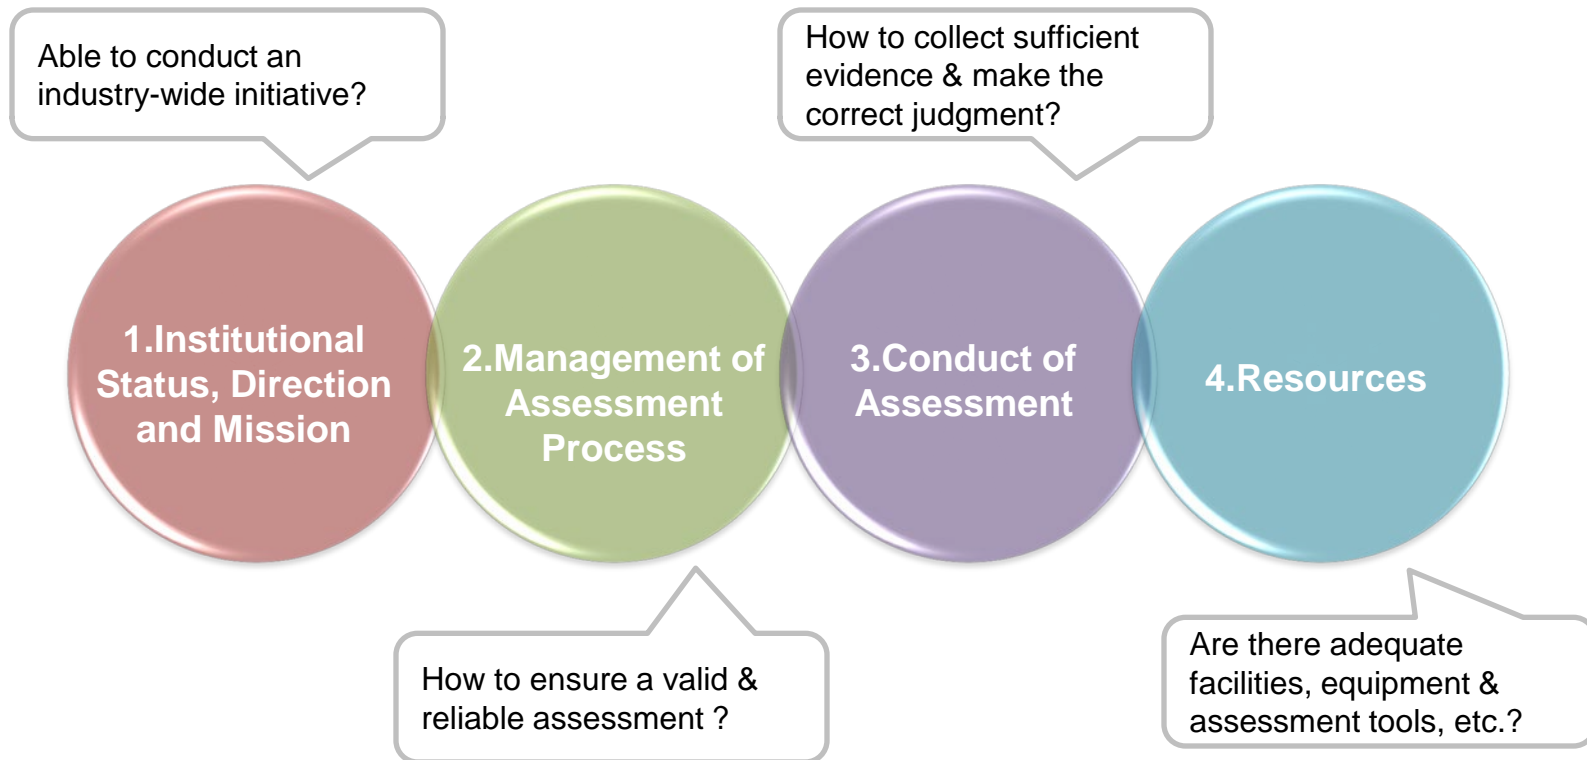 Able to conduct an
industry-wide initiative?
How to collect sufficient
evidence & make the
correct judgment?
1.Institutional
Status, Direction
and Mission
2.Management of
Assessment
Process
3.Conduct of
Assessment
4.Resources
How to ensure a valid &
reliable assessment ?
Are there adequate
facilities, equipment &
assessment tools, etc.?